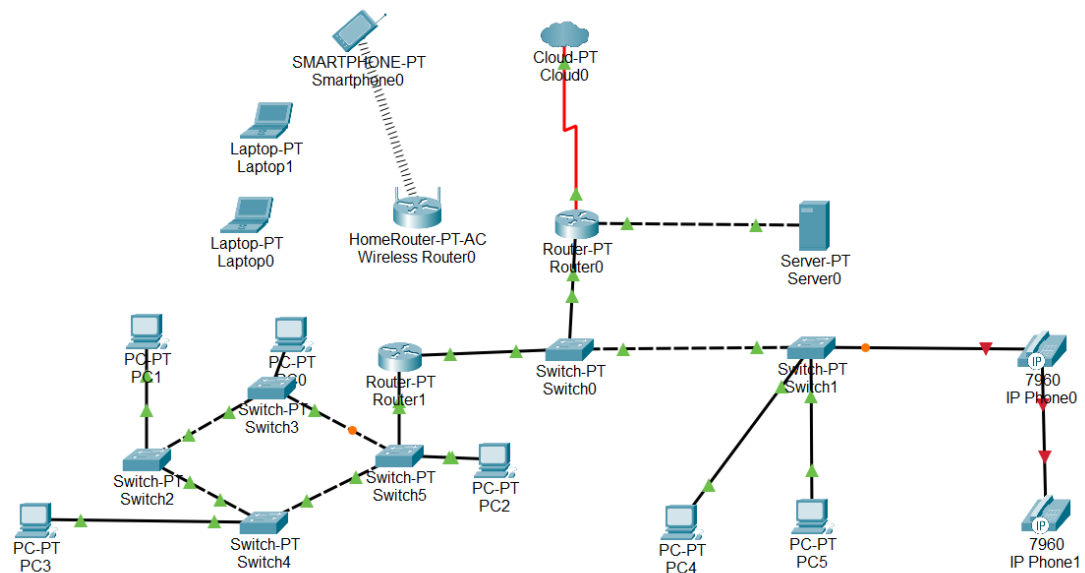 SMARTPHONE-PT
Smartphone0
Cloud-PT
Cloud0
Laptop-PT
Laptop1
Laptop-PT
Laptop0
HomeRouter-PT-AC
Wireless Router0
Router-PT
Router0
Server-PT
Server0
PC-PT
PC1
PC-PT
PC0
Router-PT
Router1
Switch-PT
Switch0
Switch-PT
Switch1
IP
7960
IP Phone0
Switch-PT
Switch3
Switch-PT
Switch2
Switch-PT
Switch5
PC-PT
PC2
PC-PT
PC3
Switch-PT
Switch4
PC-PT
PC4
PC-PT
PC5
IP
7960
IP Phone1